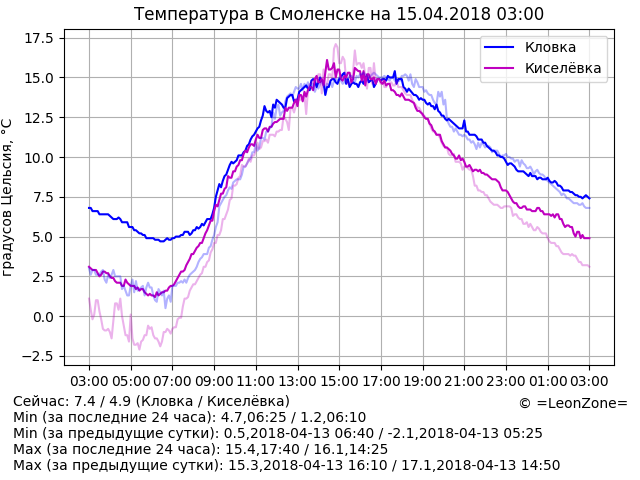 Температура в Смоленске на 15.04.2018 03:00
градусов Цельсия, °C
17.5
15.0
12.5
10.0
7.5
5.0
2.5
0.0
−2.5
Кловка
Киселёвка
03:00 05:00 07:00 09:00 11:00 13:00 15:00 17:00 19:00 21:00 23:00 01:00 03:00
Сейчас: 7.4 / 4.9 (Кловка / Киселёвка)
© =LeonZone=
Min (за последние 24 часа): 4.7,06:25 / 1.2,06:10
Min (за предыдущие сутки): 0.5,2018-04-13 06:40 / -2.1,2018-04-13 05:25
Max (за последние 24 часа): 15.4,17:40 / 16.1,14:25
Max (за предыдущие сутки): 15.3,2018-04-13 16:10 / 17.1,2018-04-13 14:50